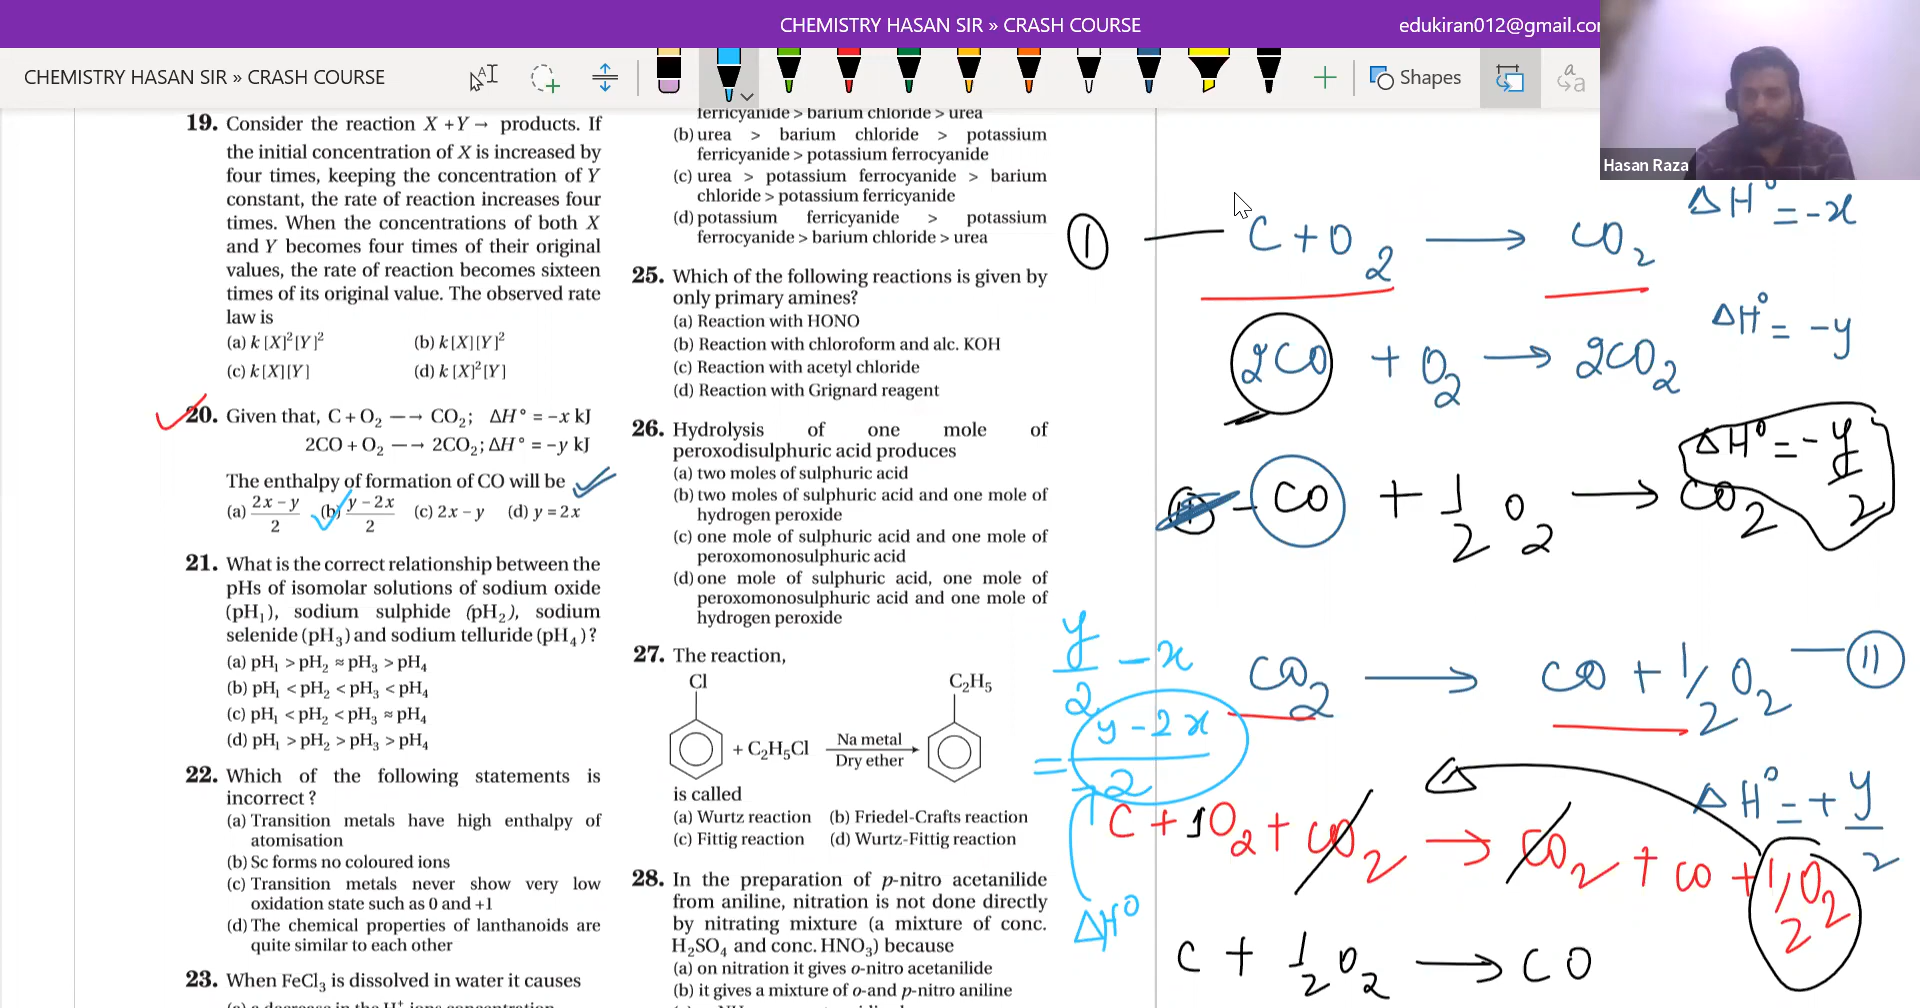 CHEMISTRY HASAN SIR » CRASH COURSE
edukiran012@gmail.co
CHEMISTRY HASAN SIR » CRASH COURSE
Shapes
Hasan Raza
19. Consider the reaction X + Y → products. If
the initial concentration of X is increased by
four times, keeping the concentration of Y
constant, the rate of reaction increases four
times. When the concentrations of both X
and Y becomes four times of their original
values, the rate of reaction becomes sixteen
times of its original value. The observed rate
law is
(a) k [X]²[Y]² (b) k[X][Y]²
(c) k[X][Y] (d) k [X]²[Y]
20. Given that, C + O₂ ⟶ CO₂; ΔH° = −x kJ
2CO + O₂ ⟶ 2CO₂; ΔH° = −y kJ
The enthalpy of formation of CO will be
(a) (2x − y)/2 (b) (y − 2x)/2 (c) 2x − y (d) y = 2x
21. What is the correct relationship between the
pHs of isomolar solutions of sodium oxide
(pH₁), sodium sulphide (pH₂), sodium
selenide (pH₃) and sodium telluride (pH₄)?
(a) pH₁ > pH₂ ≈ pH₃ > pH₄
(b) pH₁ < pH₂ < pH₃ < pH₄
(c) pH₁ < pH₂ < pH₃ ≈ pH₄
(d) pH₁ > pH₂ > pH₃ > pH₄
22. Which of the following statements is
incorrect ?
(a) Transition metals have high enthalpy of
atomisation
(b) Sc forms no coloured ions
(c) Transition metals never show very low
oxidation state such as 0 and +1
(d) The chemical properties of lanthanoids are
quite similar to each other
23. When FeCl₃ is dissolved in water it causes
ferricyanide > barium chloride > urea
(b) urea > barium chloride > potassium
ferricyanide > potassium ferrocyanide
(c) urea > potassium ferrocyanide > barium
chloride > potassium ferricyanide
(d) potassium ferricyanide > potassium
ferrocyanide > barium chloride > urea
25. Which of the following reactions is given by
only primary amines?
(a) Reaction with HONO
(b) Reaction with chloroform and alc. KOH
(c) Reaction with acetyl chloride
(d) Reaction with Grignard reagent
26. Hydrolysis of one mole of
peroxodisulphuric acid produces
(a) two moles of sulphuric acid
(b) two moles of sulphuric acid and one mole of
hydrogen peroxide
(c) one mole of sulphuric acid and one mole of
peroxomonosulphuric acid
(d) one mole of sulphuric acid, one mole of
peroxomonosulphuric acid and one mole of
hydrogen peroxide
27. The reaction,
Cl C₂H₅
+ C₂H₅Cl Na metal
Dry ether
is called
(a) Wurtz reaction (b) Friedel-Crafts reaction
(c) Fittig reaction (d) Wurtz-Fittig reaction
28. In the preparation of p-nitro acetanilide
from aniline, nitration is not done directly
by nitrating mixture (a mixture of conc.
H₂SO₄ and conc. HNO₃) because
(a) on nitration it gives o-nitro acetanilide
(b) it gives a mixture of o-and p-nitro aniline
① — C + O₂ → CO₂ ΔH° = -x
2CO + O₂ → 2CO₂ ΔH° = -y
CO + 1/2 O₂ → CO₂ ΔH° = -y/2
CO₂ → CO + 1/2 O₂ — II
ΔH° = + y/2
y/2 - x
= (y - 2x)/2
ΔH°
C + 1O₂ + CO₂ → CO₂ + CO + 1/2 O₂
C + 1/2 O₂ → CO